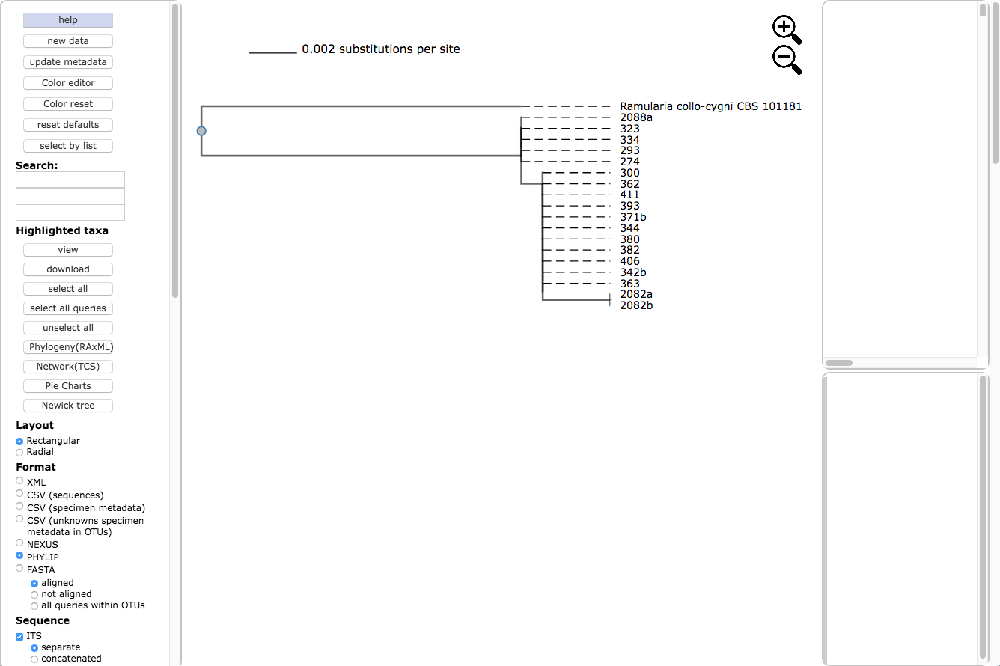 help
new data
update metadata
Color editor
Color reset
reset defaults
select by list
Search:
Highlighted taxa
view
download
select all
select all queries
unselect all
Phylogeny(RAxML)
Network(TCS)
Pie Charts
Newick tree
Layout
Rectangular
Radial
Format
XML
CSV (sequences)
CSV (specimen metadata)
CSV (unknowns specimen
metadata in OTUs)
NEXUS
PHYLIP
FASTA
aligned
not aligned
all queries within OTUs
Sequence
ITS
separate
concatenated
0.002 substitutions per site
Ramularia collo-cygni CBS 101181
2088a
323
334
293
274
300
362
411
393
371b
344
380
382
406
342b
363
2082a
2082b